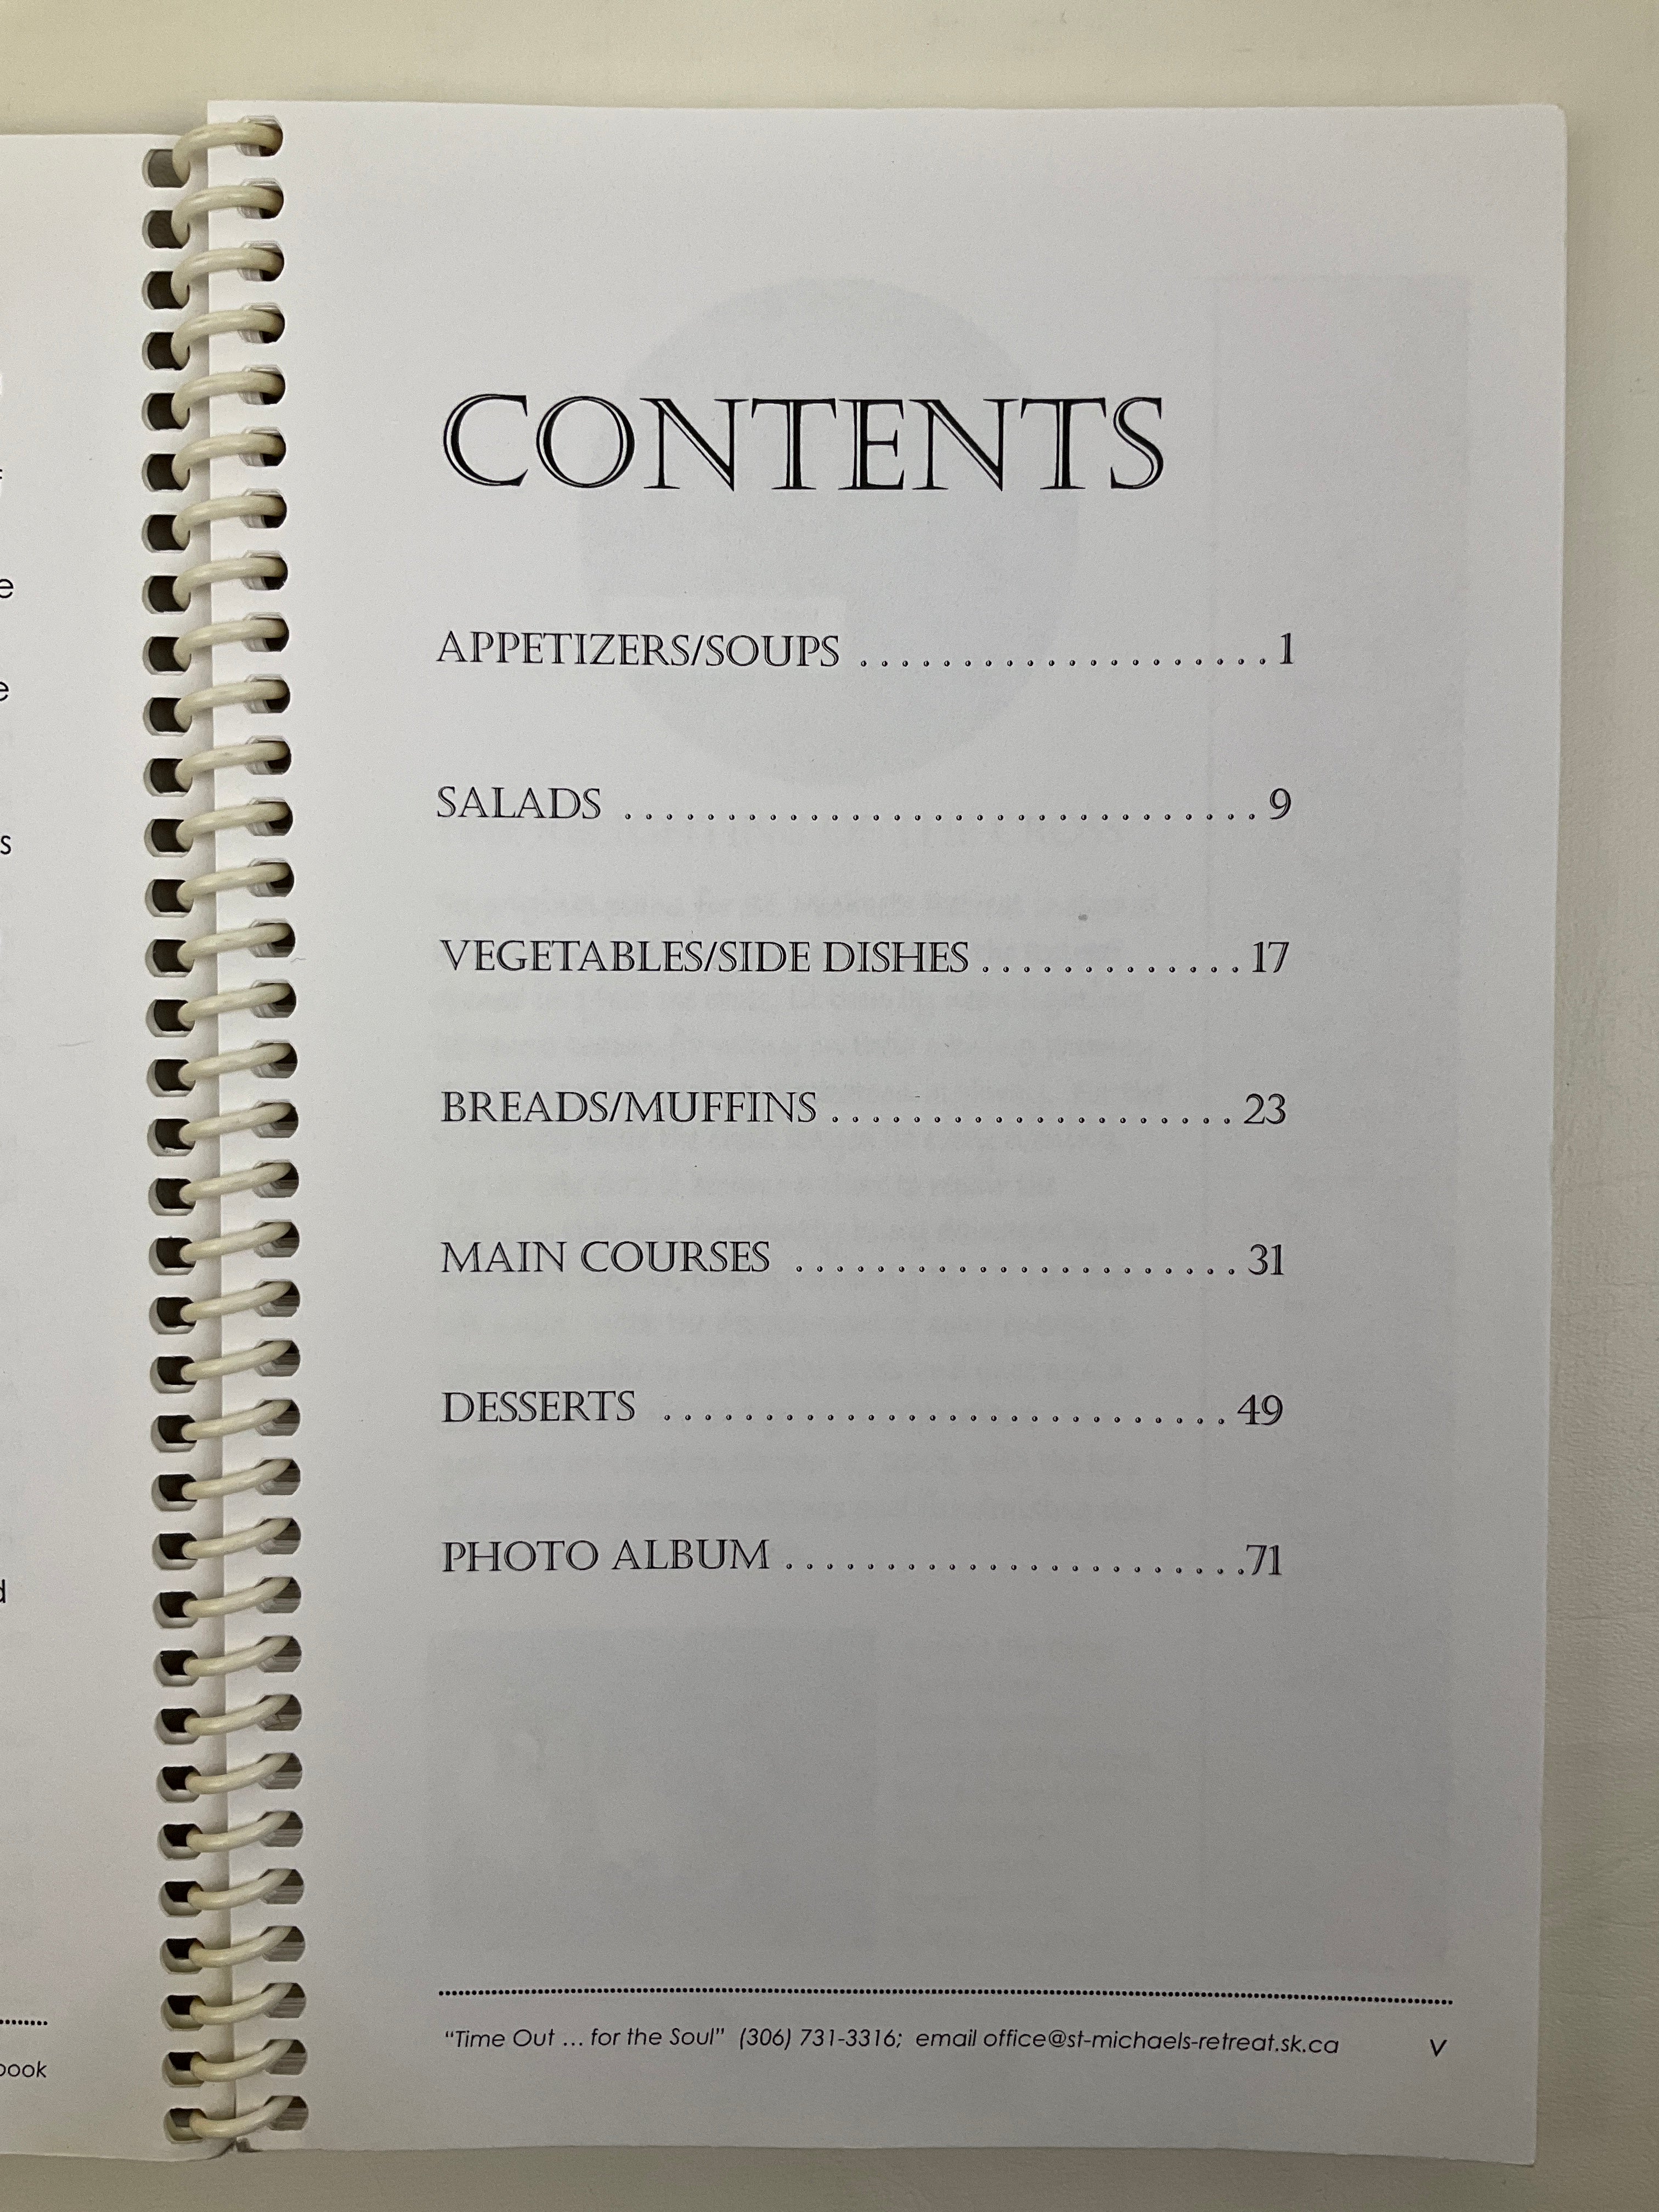 CONTENTS
APPETIZERS/SOUPS . . . . . . . . . . . . . . . . . . . . 1
SALADS . . . . . . . . . . . . . . . . . . . . . . . . . . . . . . . 9
VEGETABLES/SIDE DISHES . . . . . . . . . . . . . 17
BREADS/MUFFINS . . . . . . . . . . . . . . . . . . . . 23
MAIN COURSES . . . . . . . . . . . . . . . . . . . . . . 31
DESSERTS . . . . . . . . . . . . . . . . . . . . . . . . . . . . 49
PHOTO ALBUM . . . . . . . . . . . . . . . . . . . . . . . 71
“Time Out ... for the Soul” (306) 731-3316; email office@st-michaels-retreat.sk.ca v